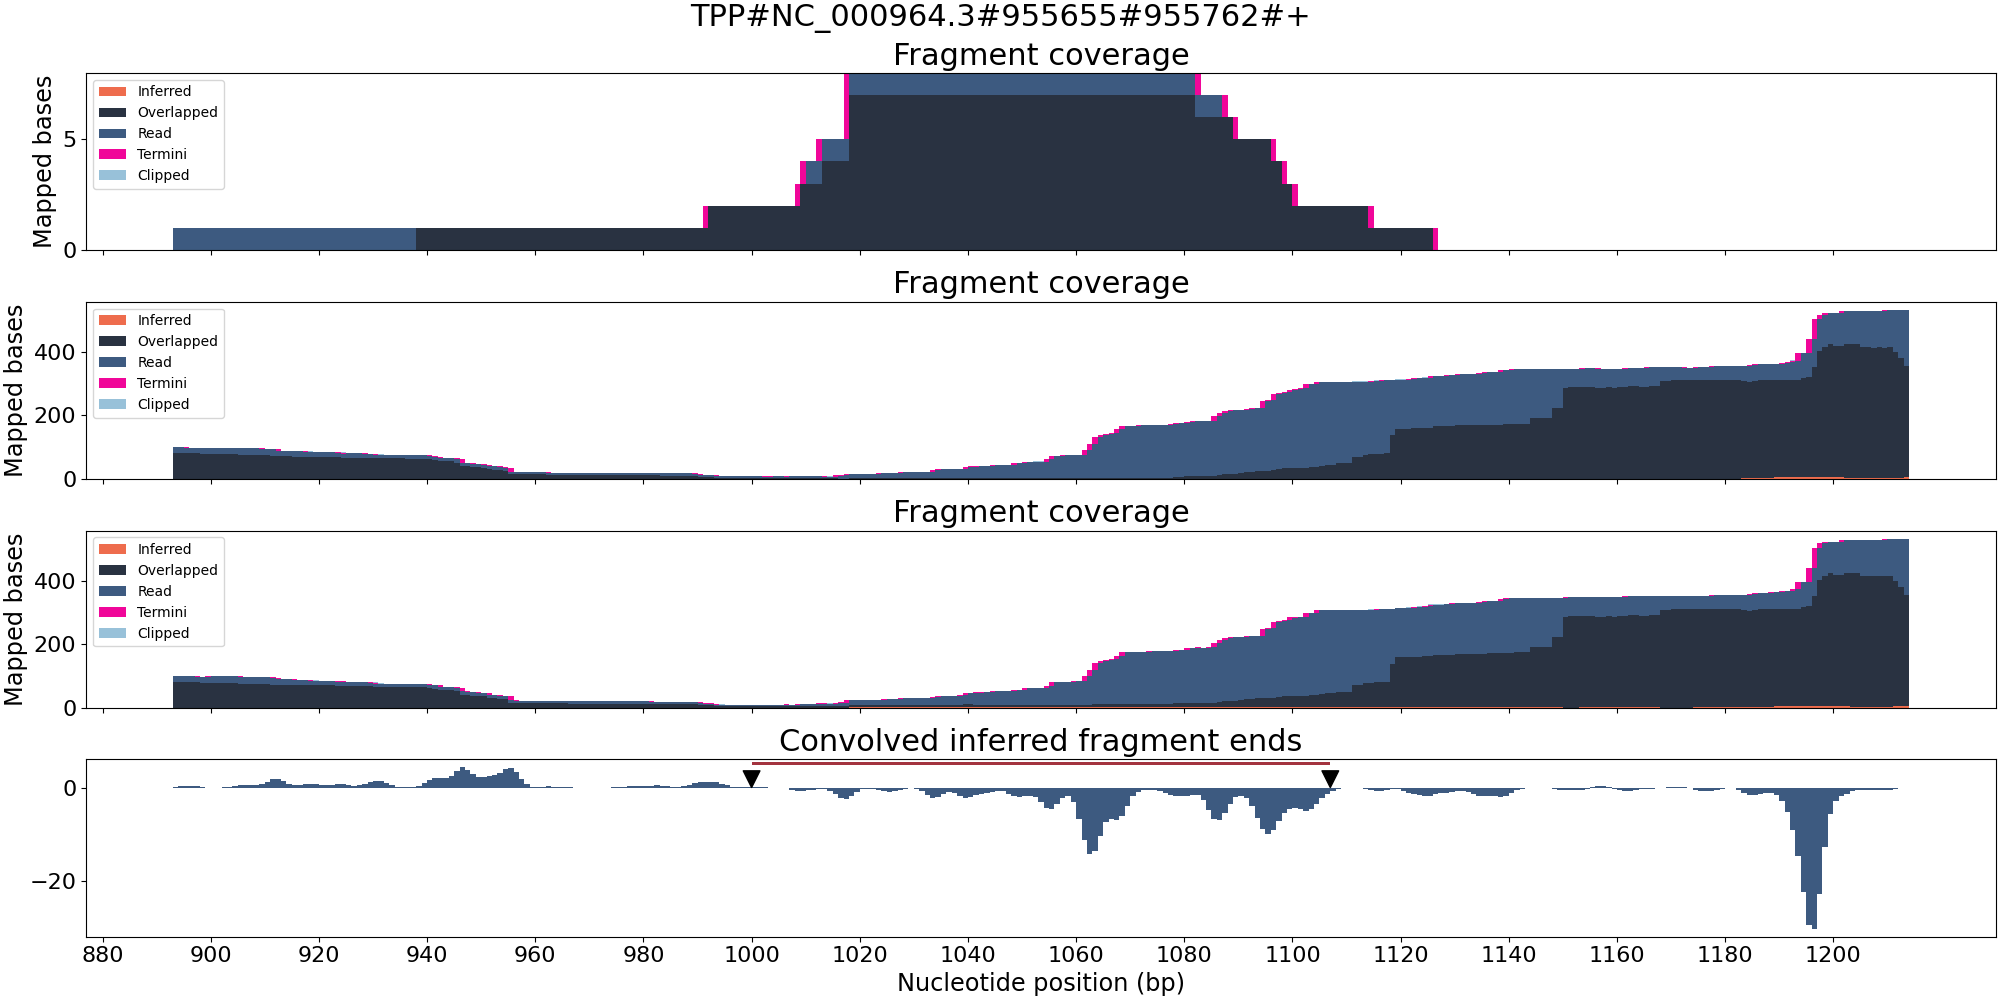 TPP#NC_000964.3#955655#955762#+
Fragment coverage
Mapped bases
5
0
Inferred
Overlapped
Read
Termini
Clipped
Fragment coverage
Mapped bases
400
200
0
Inferred
Overlapped
Read
Termini
Clipped
Fragment coverage
Mapped bases
400
200
0
Inferred
Overlapped
Read
Termini
Clipped
Convolved inferred fragment ends
0
−20
880 900 920 940 960 980 1000 1020 1040 1060 1080 1100 1120 1140 1160 1180 1200
Nucleotide position (bp)